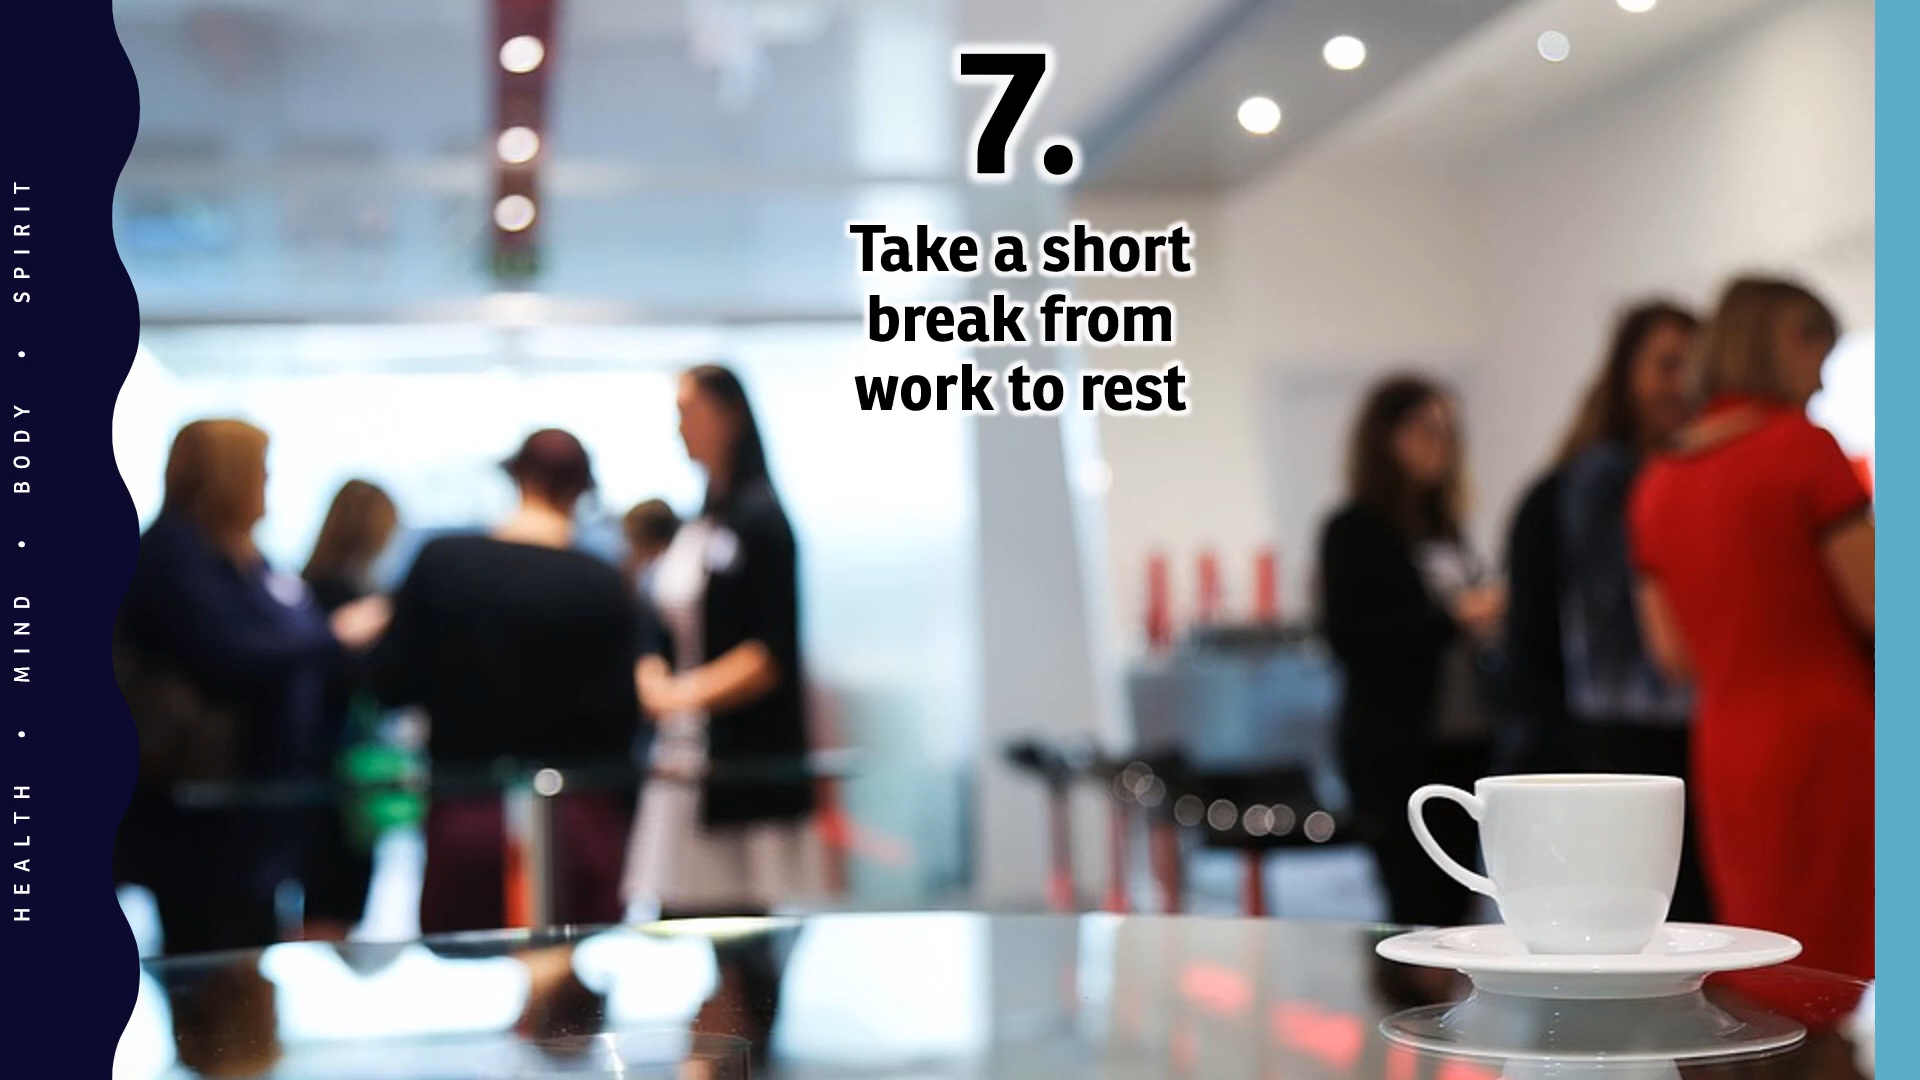 7.
Take a short
break from
work to rest
HEALTH • MIND • BODY • SPIRIT